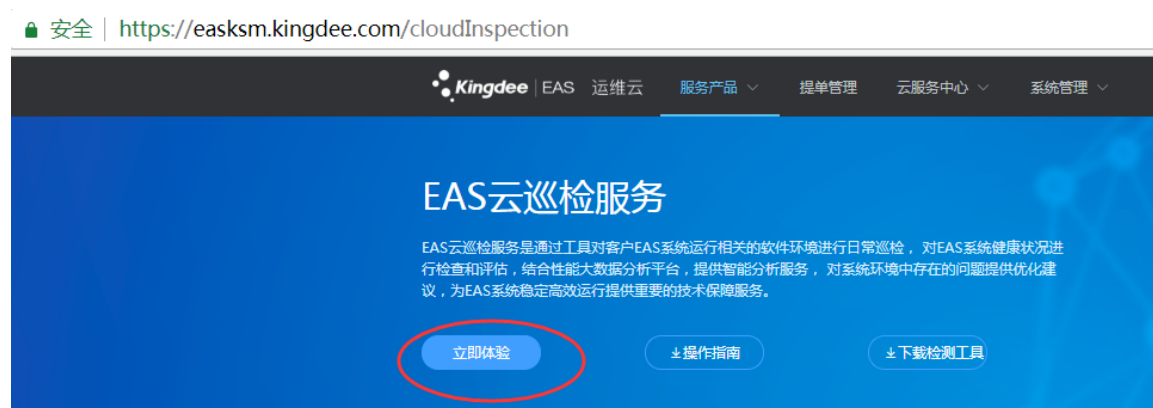 安全 | https://easksm.kingdee.com/cloudInspection
Kingdee | EAS 运维云 服务产品 提单管理 云服务中心 系统管理
EAS云巡检服务
EAS云巡检服务是通过工具对客户EAS系统运行相关的软件环境进行日常巡检，对EAS系统健康状况进
行检查和评估，结合性能大数据分析平台，提供智能分析服务，对系统环境中存在的问题提供优化建
议，为EAS系统稳定高效运行提供重要的技术保障服务。
立即体验 操作指南 下载检测工具